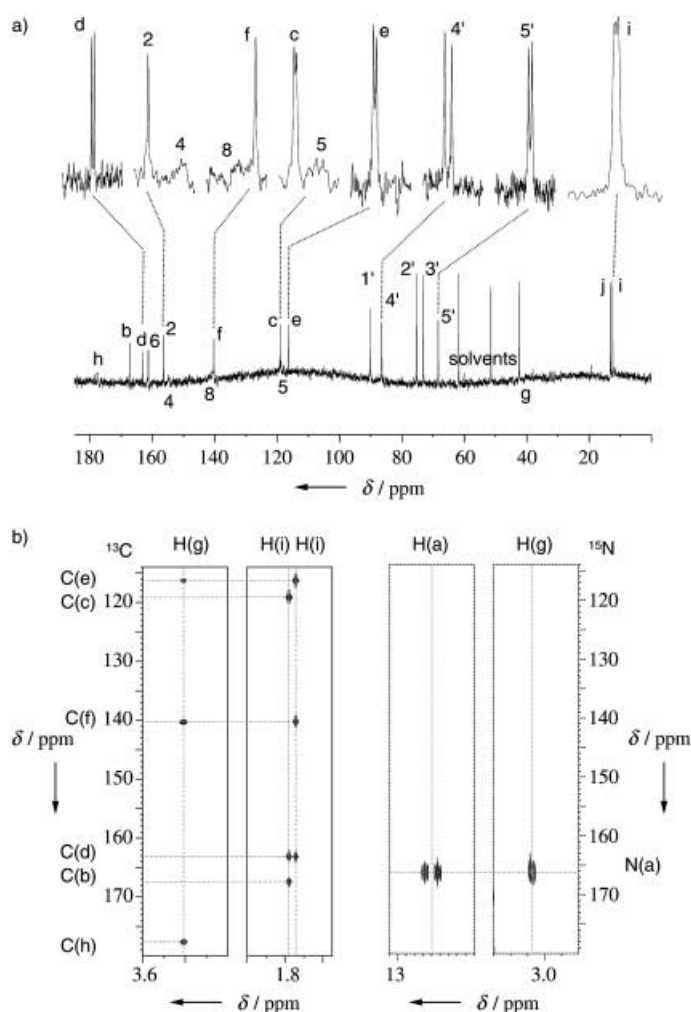 a)
d 2 f c e 4' 5' i
4 8 5
1' 2' 3' j i
4' 5'
b d 6 2 f c e
h solvents
4 8 5 g
180 160 140 120 100 80 60 40 20
δ / ppm
b)
13C H(g) H(i) H(i) H(a) H(g) 15N
C(e)
C(c) 120 120
130 130
C(f) 140 140
δ / ppm δ / ppm
150 150
160 160
C(d)
C(b) N(a)
170 170
C(h)
3.6 1.8 13 3.0
δ / ppm δ / ppm